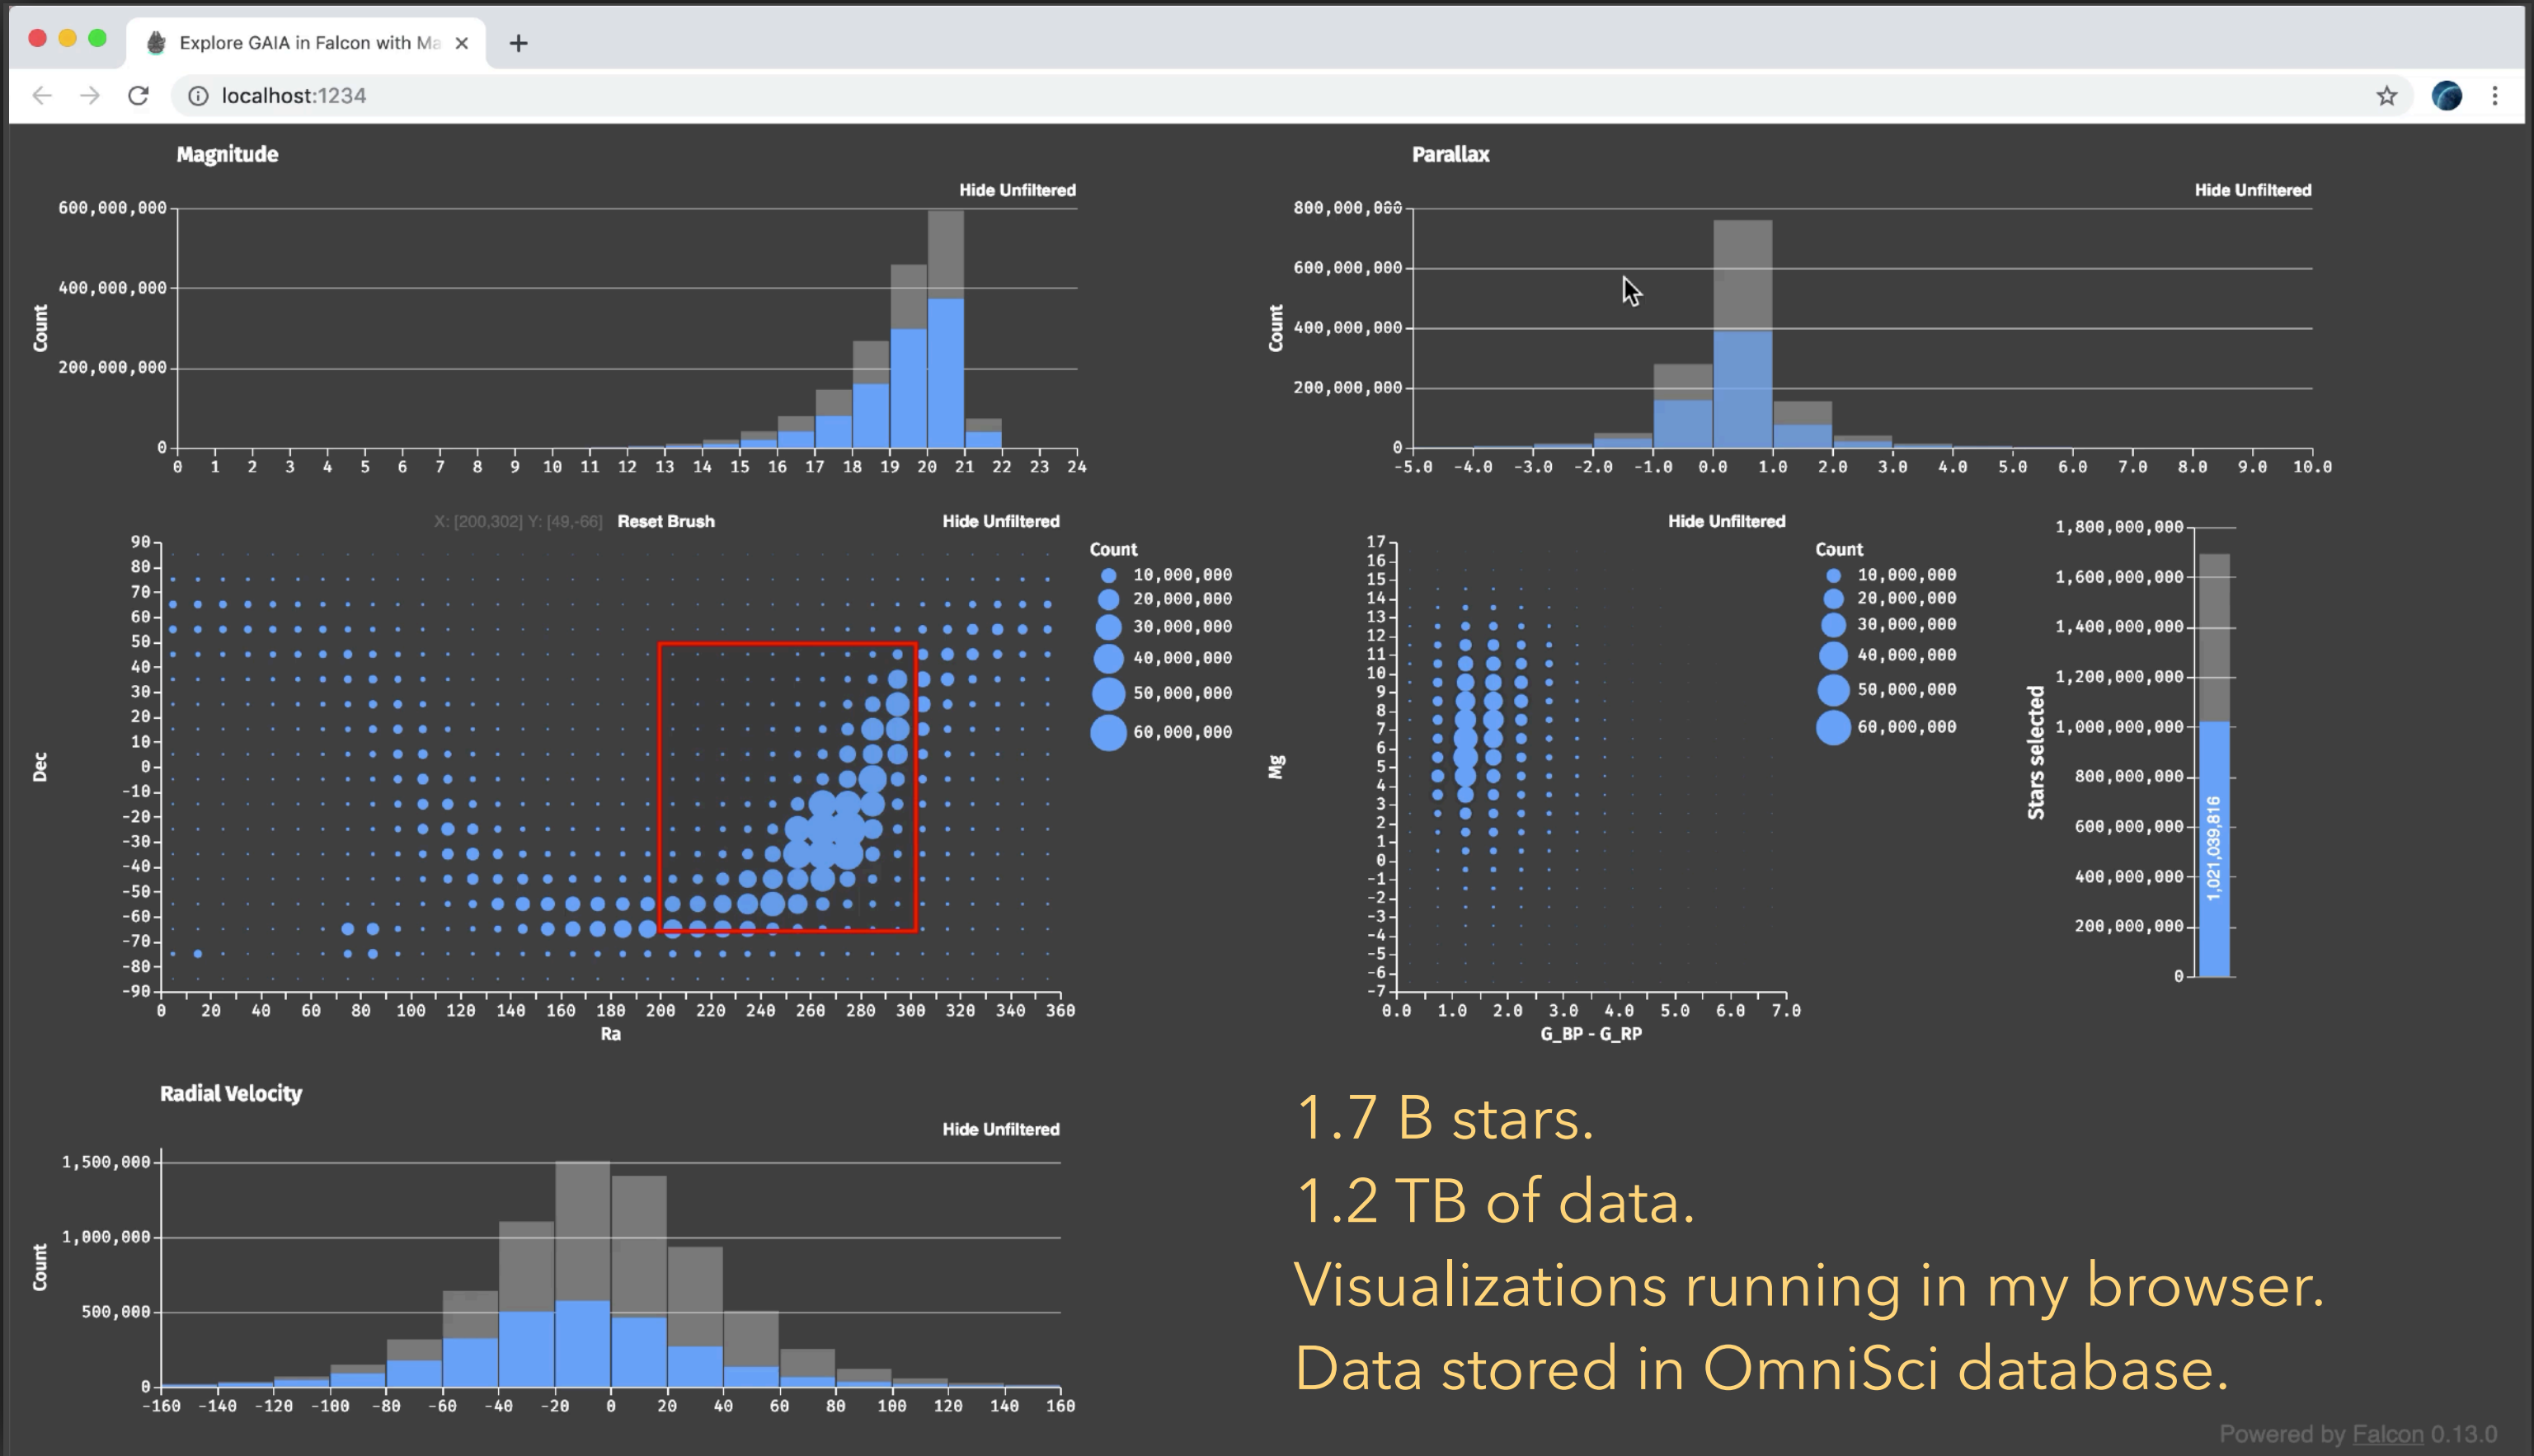 Explore GAIA in Falcon with Ma
localhost:1234
Magnitude
Hide Unfiltered
600,000,000
400,000,000
200,000,000
0
Count
0 1 2 3 4 5 6 7 8 9 10 11 12 13 14 15 16 17 18 19 20 21 22 23 24
Parallax
Hide Unfiltered
800,000,000
600,000,000
400,000,000
200,000,000
0
Count
-5.0 -4.0 -3.0 -2.0 -1.0 0.0 1.0 2.0 3.0 4.0 5.0 6.0 7.0 8.0 9.0 10.0
X: [200,302] Y: [49,-66] Reset Brush Hide Unfiltered
90
80
70
60
50
40
30
20
10
0
-10
-20
-30
-40
-50
-60
-70
-80
-90
Dec
0 20 40 60 80 100 120 140 160 180 200 220 240 260 280 300 320 340 360
Ra
Count
10,000,000
20,000,000
30,000,000
40,000,000
50,000,000
60,000,000
Hide Unfiltered
17
16
15
14
13
12
11
10
9
8
7
6
5
4
3
2
1
0
-1
-2
-3
-4
-5
-6
-7
Mg
0.0 1.0 2.0 3.0 4.0 5.0 6.0 7.0
G_BP - G_RP
Count
10,000,000
20,000,000
30,000,000
40,000,000
50,000,000
60,000,000
1,800,000,000
1,600,000,000
1,400,000,000
1,200,000,000
1,000,000,000
800,000,000
600,000,000
400,000,000
200,000,000
0
Stars selected
1,021,039,816
Radial Velocity
Hide Unfiltered
1,500,000
1,000,000
500,000
0
Count
-160 -140 -120 -100 -80 -60 -40 -20 0 20 40 60 80 100 120 140 160
1.7 B stars.
1.2 TB of data.
Visualizations running in my browser.
Data stored in OmniSci database.
Powered by Falcon 0.13.0